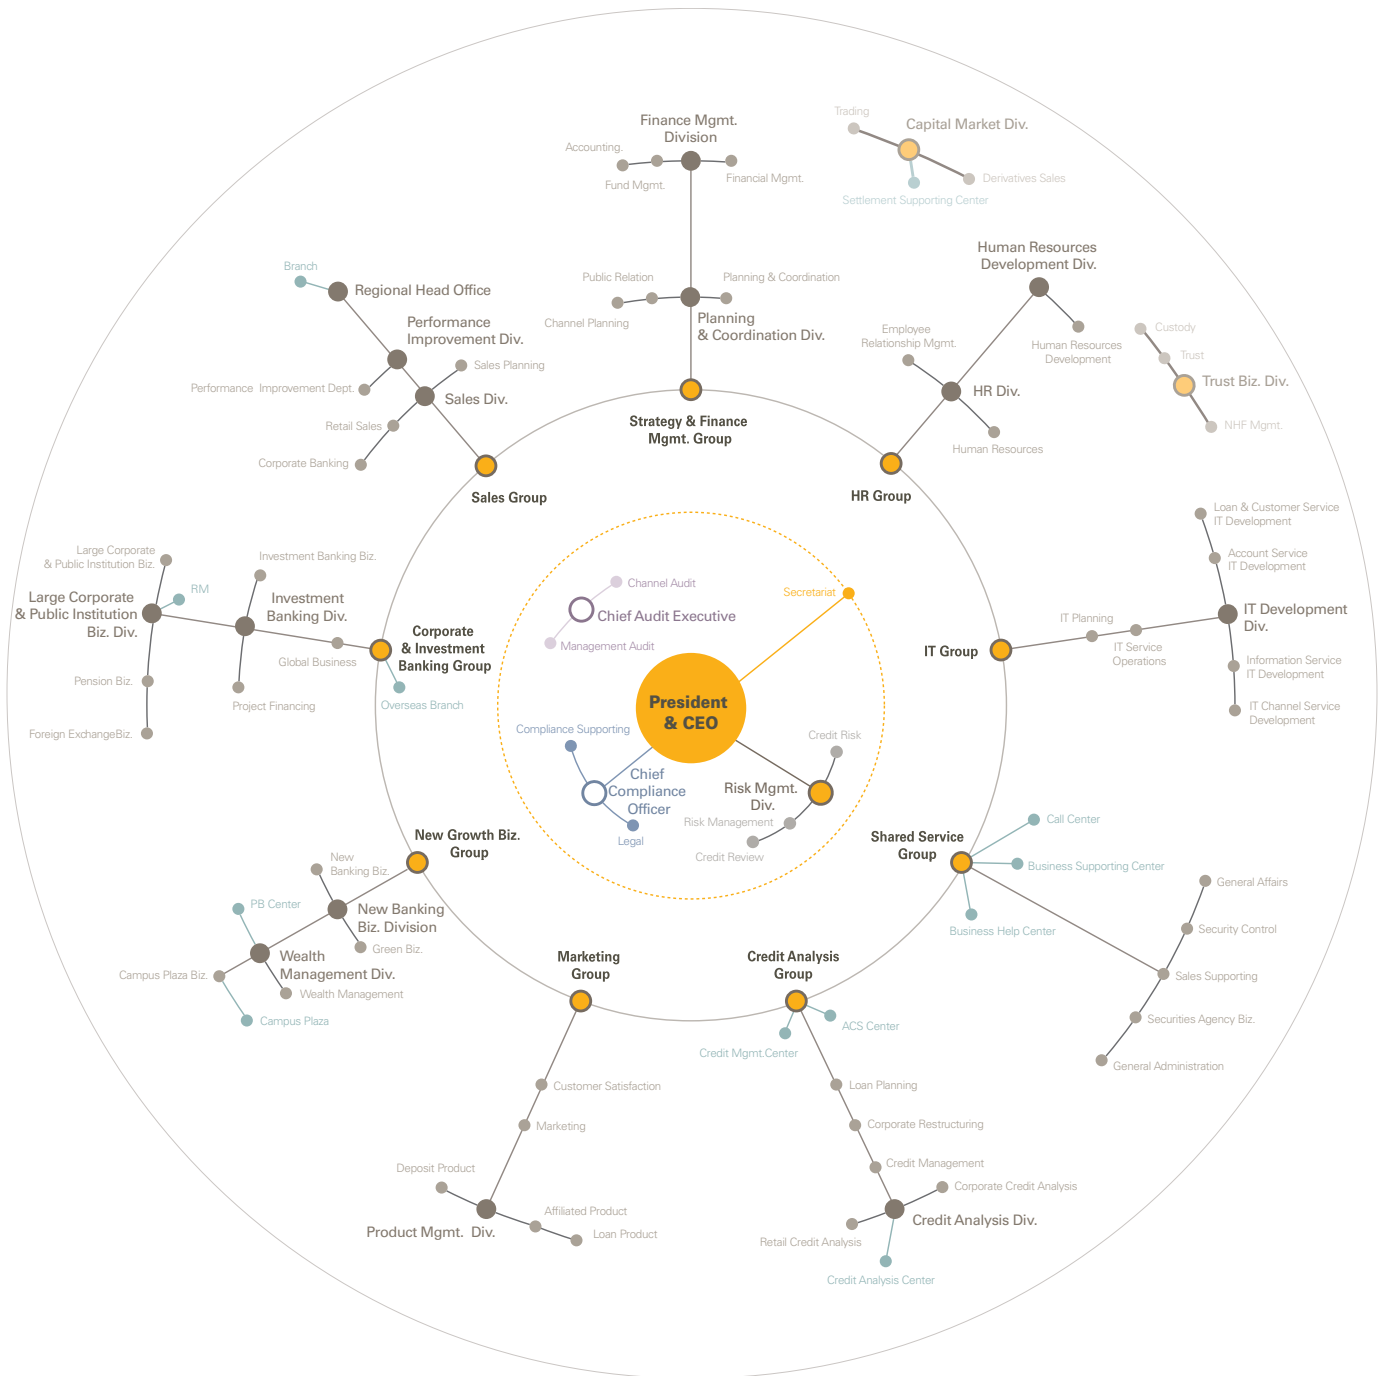 Finance Mgmt.
Division
Accounting.
Fund Mgmt.
Financial Mgmt.
Trading
Capital Market Div.
Derivatives Sales
Settlement Supporting Center
Public Relation
Planning & Coordination
Channel Planning
Planning
& Coordination Div.
Human Resources
Development Div.
Human Resources
Development
Employee
Relationship Mgmt.
HR Div.
Human Resources
Custody
Trust
Trust Biz. Div.
NHF Mgmt.
Branch
Regional Head Office
Performance
Improvement Div.
Sales Planning
Performance Improvement Dept.
Sales Div.
Retail Sales
Corporate Banking
Strategy & Finance
Mgmt. Group
Sales Group
HR Group
Loan & Customer Service
IT Development
Account Service
IT Development
IT Planning
IT Service
Operations
IT Development
Div.
Information Service
IT Development
IT Channel Service
Development
IT Group
Large Corporate
& Public Institution Biz.
RM
Large Corporate
& Public Institution
Biz. Div.
Investment Banking Biz.
Investment
Banking Div.
Global Business
Project Financing
Pension Biz.
Foreign ExchangeBiz.
Corporate
& Investment
Banking Group
Overseas Branch
Channel Audit
Chief Audit Executive
Management Audit
Secretariat
President
& CEO
Compliance Supporting
Chief
Compliance
Officer
Legal
Credit Risk
Risk Mgmt.
Div.
Risk Management
Credit Review
New Growth Biz.
Group
New
Banking Biz.
PB Center
New Banking
Biz. Division
Green Biz.
Wealth
Management Div.
Campus Plaza Biz.
Wealth Management
Campus Plaza
Shared Service
Group
Call Center
Business Supporting Center
Business Help Center
General Affairs
Security Control
Sales Supporting
Securities Agency Biz.
General Administration
Marketing
Group
Customer Satisfaction
Marketing
Deposit Product
Affiliated Product
Loan Product
Product Mgmt. Div.
Credit Analysis
Group
ACS Center
Credit Mgmt.Center
Loan Planning
Corporate Restructuring
Credit Management
Corporate Credit Analysis
Credit Analysis Div.
Retail Credit Analysis
Credit Analysis Center